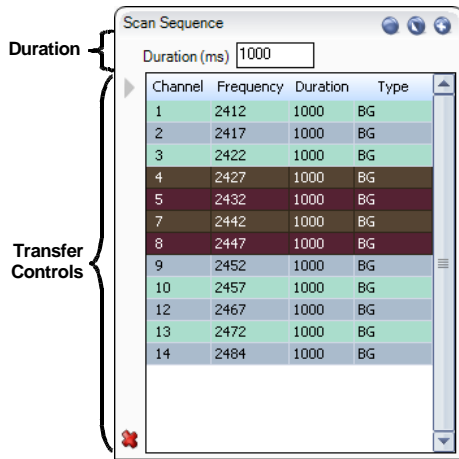 Scan Sequence
Duration
Duration (ms) 1000
Channel Frequency Duration Type
1 2412 1000 BG
2 2417 1000 BG
3 2422 1000 BG
4 2427 1000 BG
5 2432 1000 BG
7 2442 1000 BG
8 2447 1000 BG
9 2452 1000 BG
10 2457 1000 BG
12 2467 1000 BG
13 2472 1000 BG
14 2484 1000 BG
Transfer
Controls